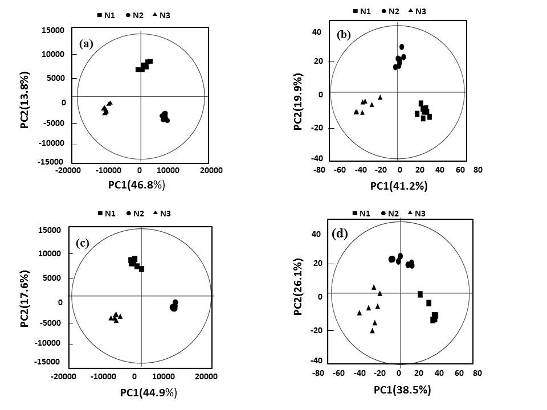 ■ N1 ● N2 ▲ N3
(a)
15000
10000
5000
0
-5000
-10000
-15000
PC2(13.8%)
-20000 -10000 0 10000 20000
PC1(46.8%)
■ N1 ● N2 ▲ N3
(b)
40
20
0
-20
-40
PC2(19.9%)
-80 -60 -40 -20 0 20 40 60 80
PC1(41.2%)
■ N1 ● N2 ▲ N3
(c)
15000
10000
5000
0
-5000
-10000
-15000
PC2(17.6%)
-20000 -10000 0 10000 20000
PC1(44.9%)
■ N1 ● N2 ▲ N3
(d)
40
20
0
-20
-40
PC2(26.1%)
-80 -60 -40 -20 0 20 40 60 80
PC1(38.5%)